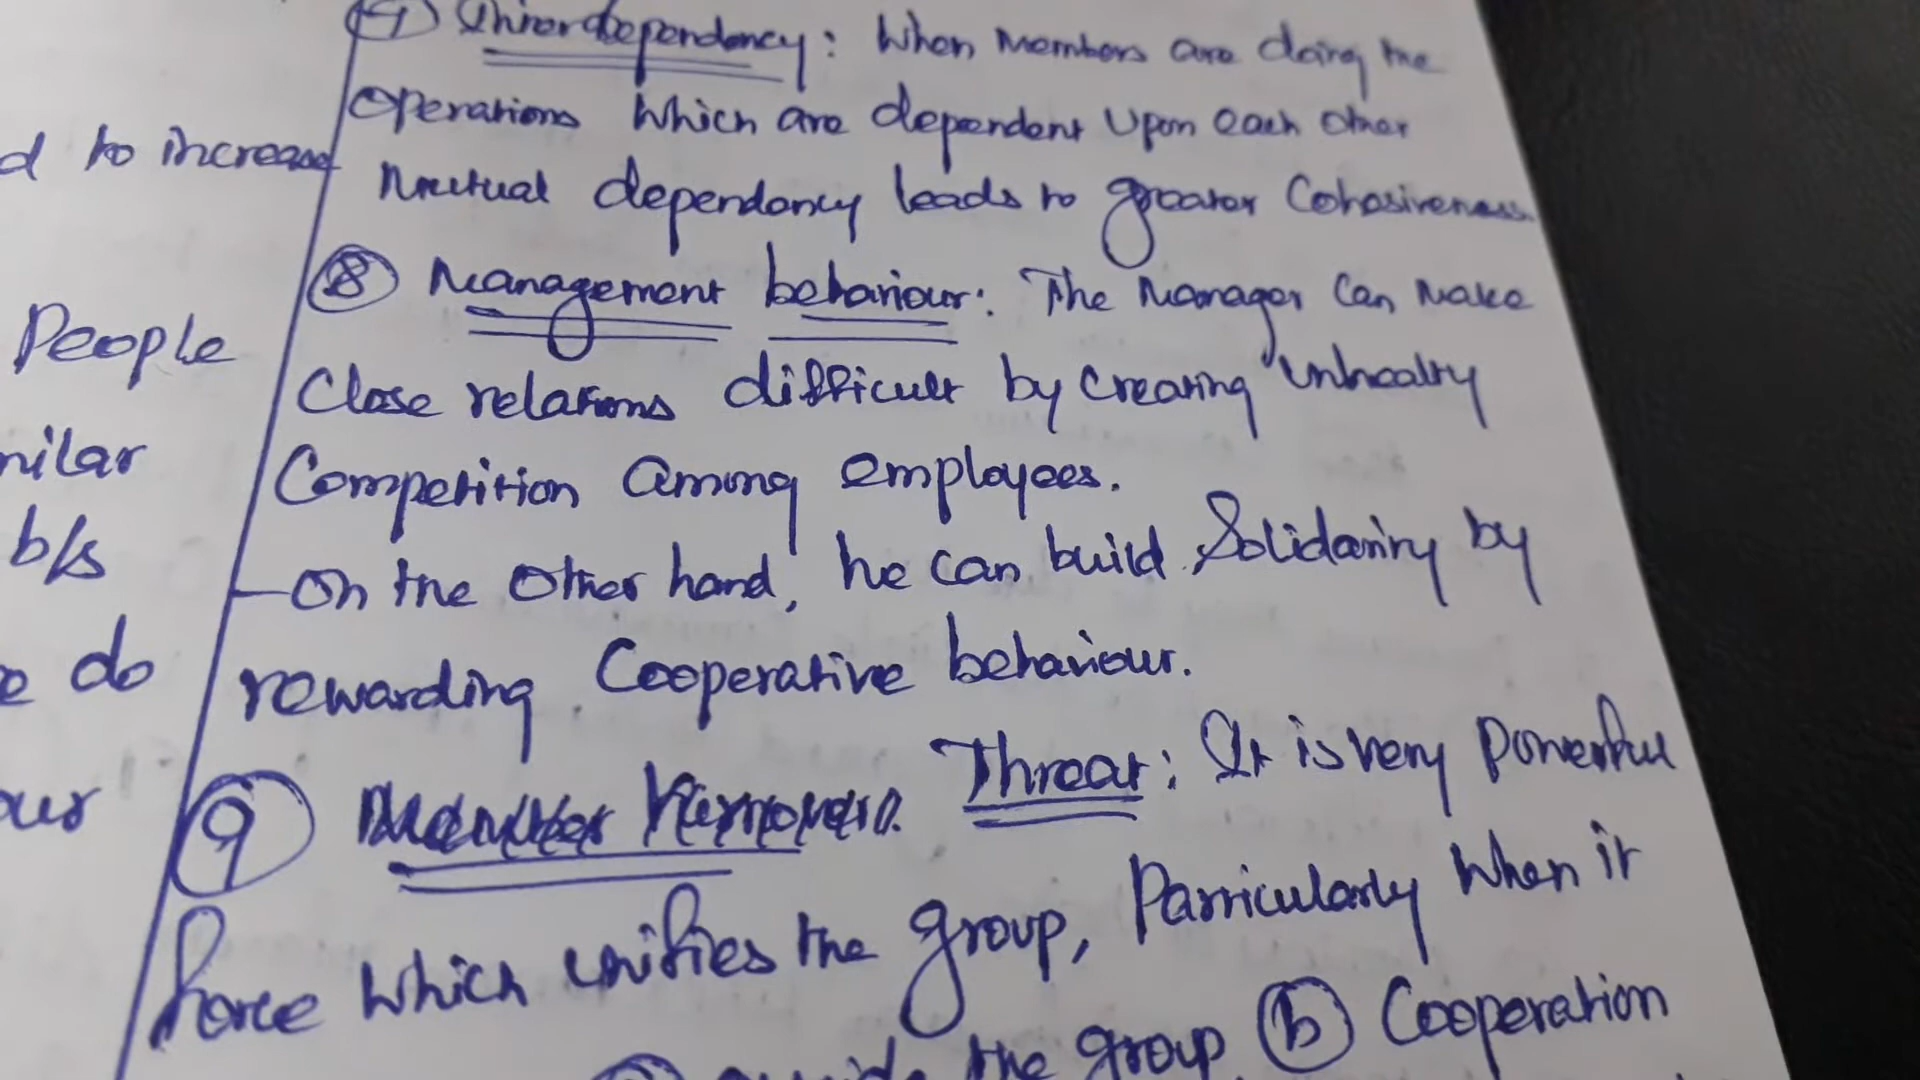 d to increase
People
milar
b/s
do
our
7 Interdependency: When Members are doing the
Operations Which are dependent Upon each other
Mutual dependency leads to greater Cohesiveness
8 Management behaviour: The Manager Can Make
Close relations difficult by Creating Unhealty
Competition among employees.
- On the Other hand, he can build Solidarity by
rewarding Cooperative behaviour.
9 Threat: It is very Powerful
force which unifies the group, Particularly When it
the group (b) Cooperation